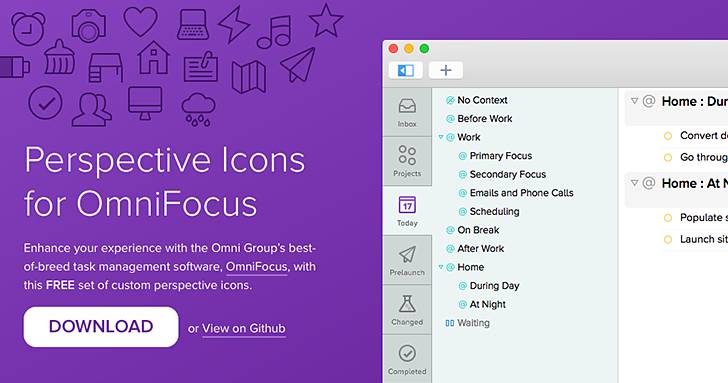 Perspective Icons
for OmniFocus
Enhance your experience with the Omni Group's best-
of-breed task management software, OmniFocus, with
this FREE set of custom perspective icons.
DOWNLOAD
or View on Github
Inbox
Projects
17
Today
Prelaunch
Changed
Completed
@ No Context
@ Before Work
@ Work
@ Primary Focus
@ Secondary Focus
@ Emails and Phone Calls
@ Scheduling
@ On Break
@ After Work
@ Home
@ During Day
@ At Night
Waiting
@ Home : Dur
Convert d
Go throug
@ Home : At N
Populate s
Launch sit